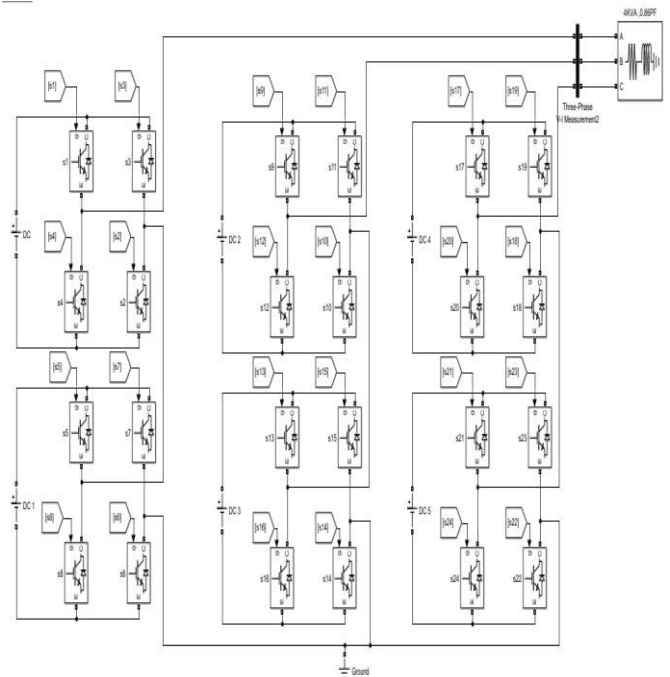 4KVA ,0.86PF
A
B
C
Three-Phase
V-I Measurement2
[s1]
[s3]
[s9]
[s11]
[s17]
[s19]
s1
s3
s9
s11
s17
s19
DC
DC 2
DC 4
[s4]
[s2]
[s12]
[s10]
[s20]
[s18]
s4
s2
s12
s10
s20
s18
[s5]
[s7]
[s13]
[s15]
[s21]
[s23]
s5
s7
s13
s15
s21
s23
DC 1
DC 3
DC 5
[s8]
[s6]
[s16]
[s14]
[s24]
[s22]
s8
s6
s16
s14
s24
s22
Ground